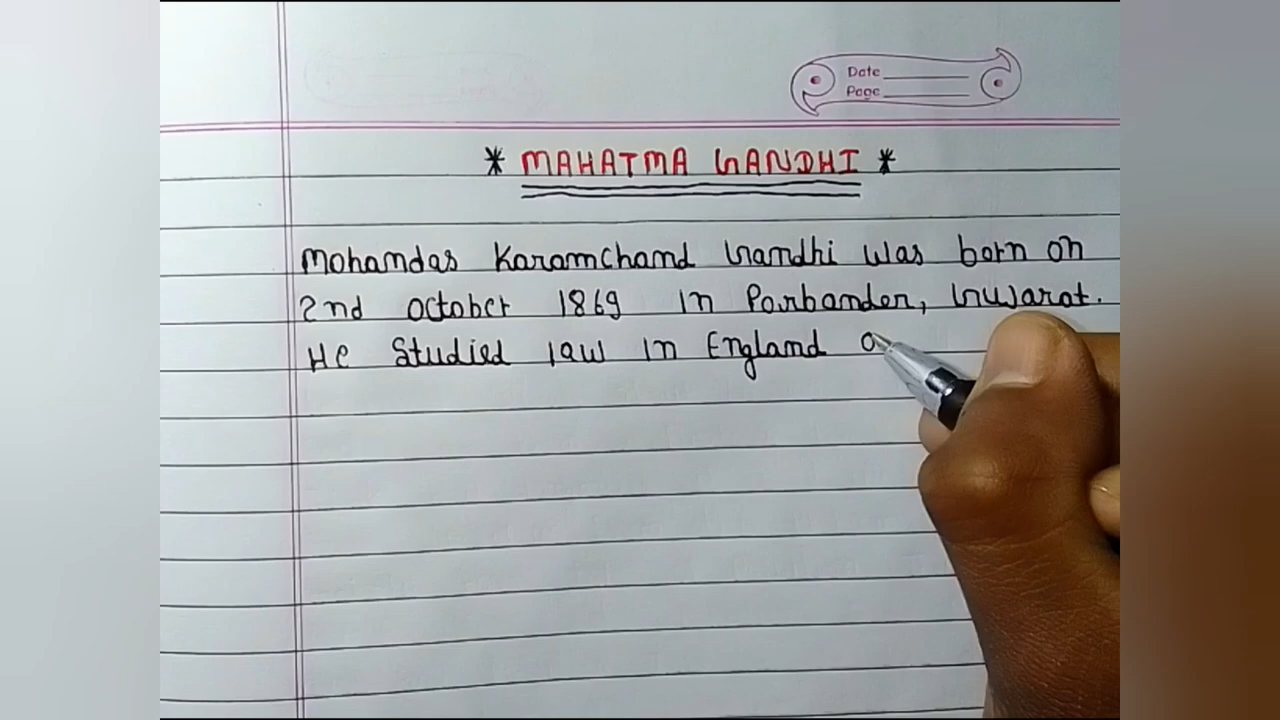 Date
Page
* MAHATMA GANDHI *
Mohamdas Karamchand Gandhi was born on
2nd october 1869 in Porbander, Gujarat.
He studied law in England